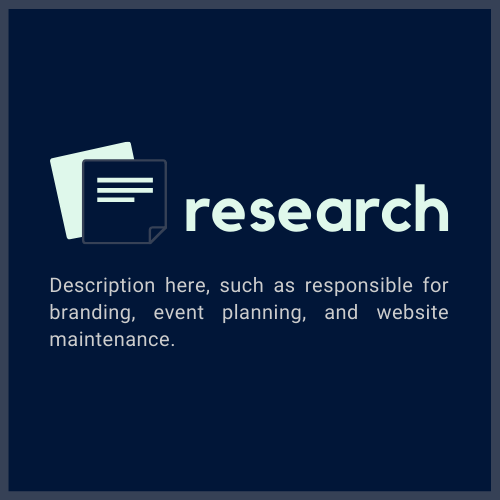 research
Description here, such as responsible for
branding, event planning, and website
maintenance.